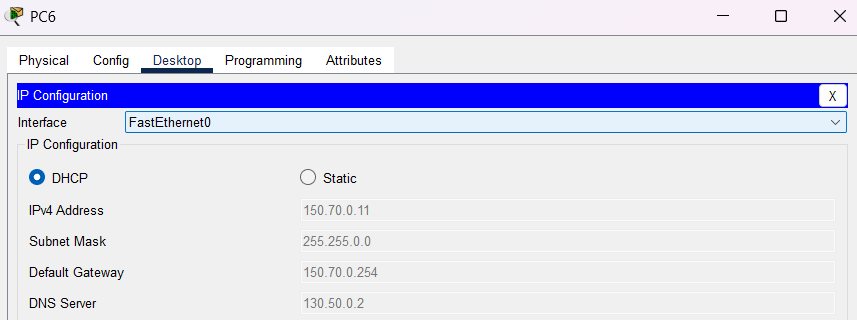 PC6
Physical Config Desktop Programming Attributes
IP Configuration X
Interface FastEthernet0
IP Configuration
DHCP Static
IPv4 Address 150.70.0.11
Subnet Mask 255.255.0.0
Default Gateway 150.70.0.254
DNS Server 130.50.0.2